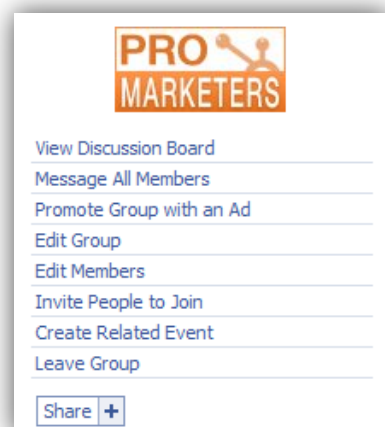 PRO
MARKETERS
View Discussion Board
Message All Members
Promote Group with an Ad
Edit Group
Edit Members
Invite People to Join
Create Related Event
Leave Group
Share +